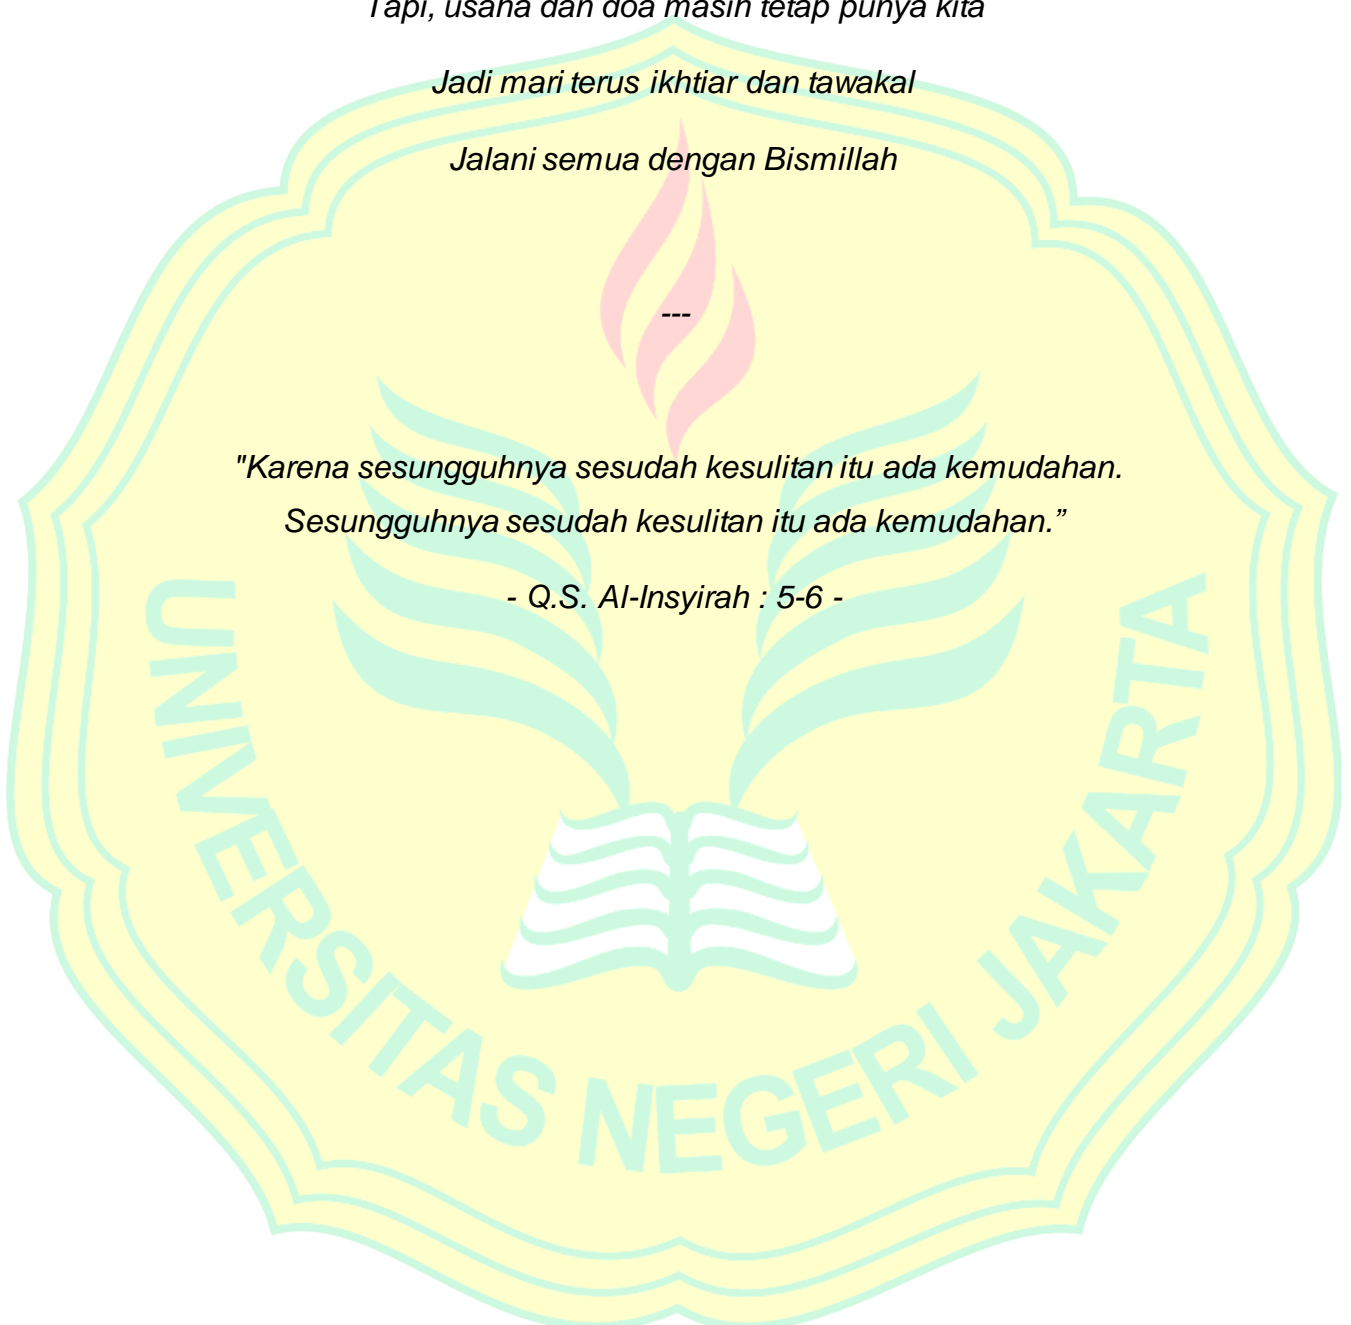 Tapi, usaha dan doa masih tetap punya kita
Jadi mari terus ikhtiar dan tawakal
Jalani semua dengan Bismillah
---
"Karena sesungguhnya sesudah kesulitan itu ada kemudahan.
Sesungguhnya sesudah kesulitan itu ada kemudahan.”
- Q.S. Al-Insyirah : 5-6 -
UNIVERSITAS NEGERI JAKARTA